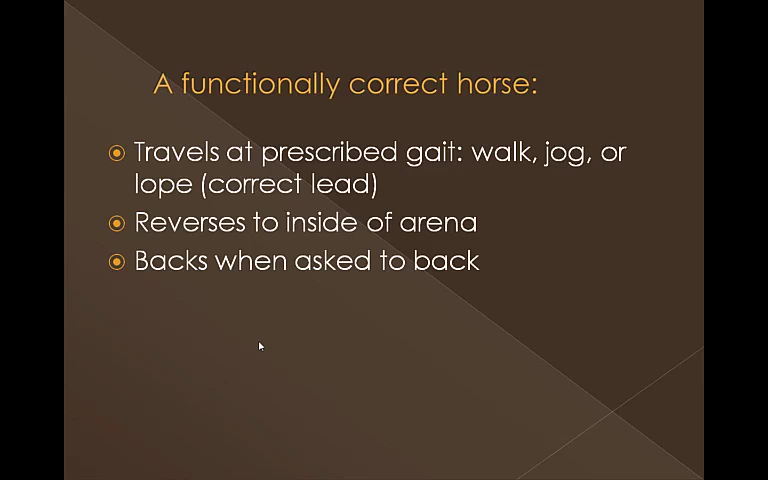 A functionally correct horse:
Travels at prescribed gait: walk, jog, or
lope (correct lead)
Reverses to inside of arena
Backs when asked to back